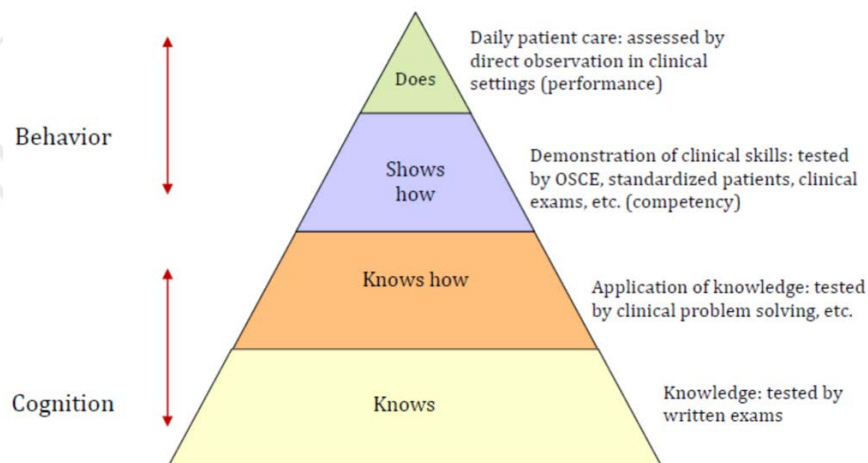 Daily patient care: assessed by
direct observation in clinical
settings (performance)
Does
Behavior
Demonstration of clinical skills: tested
by OSCE, standardized patients, clinical
exams, etc. (competency)
Shows
how
Knows how
Application of knowledge: tested
by clinical problem solving, etc.
Cognition
Knows
Knowledge: tested by
written exams